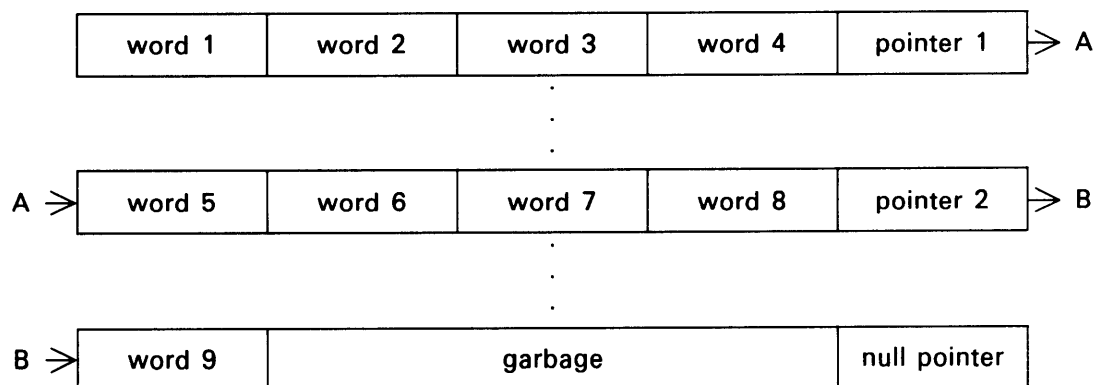 word 1 word 2 word 3 word 4 pointer 1 A
A word 5 word 6 word 7 word 8 pointer 2 B
B word 9 garbage null pointer